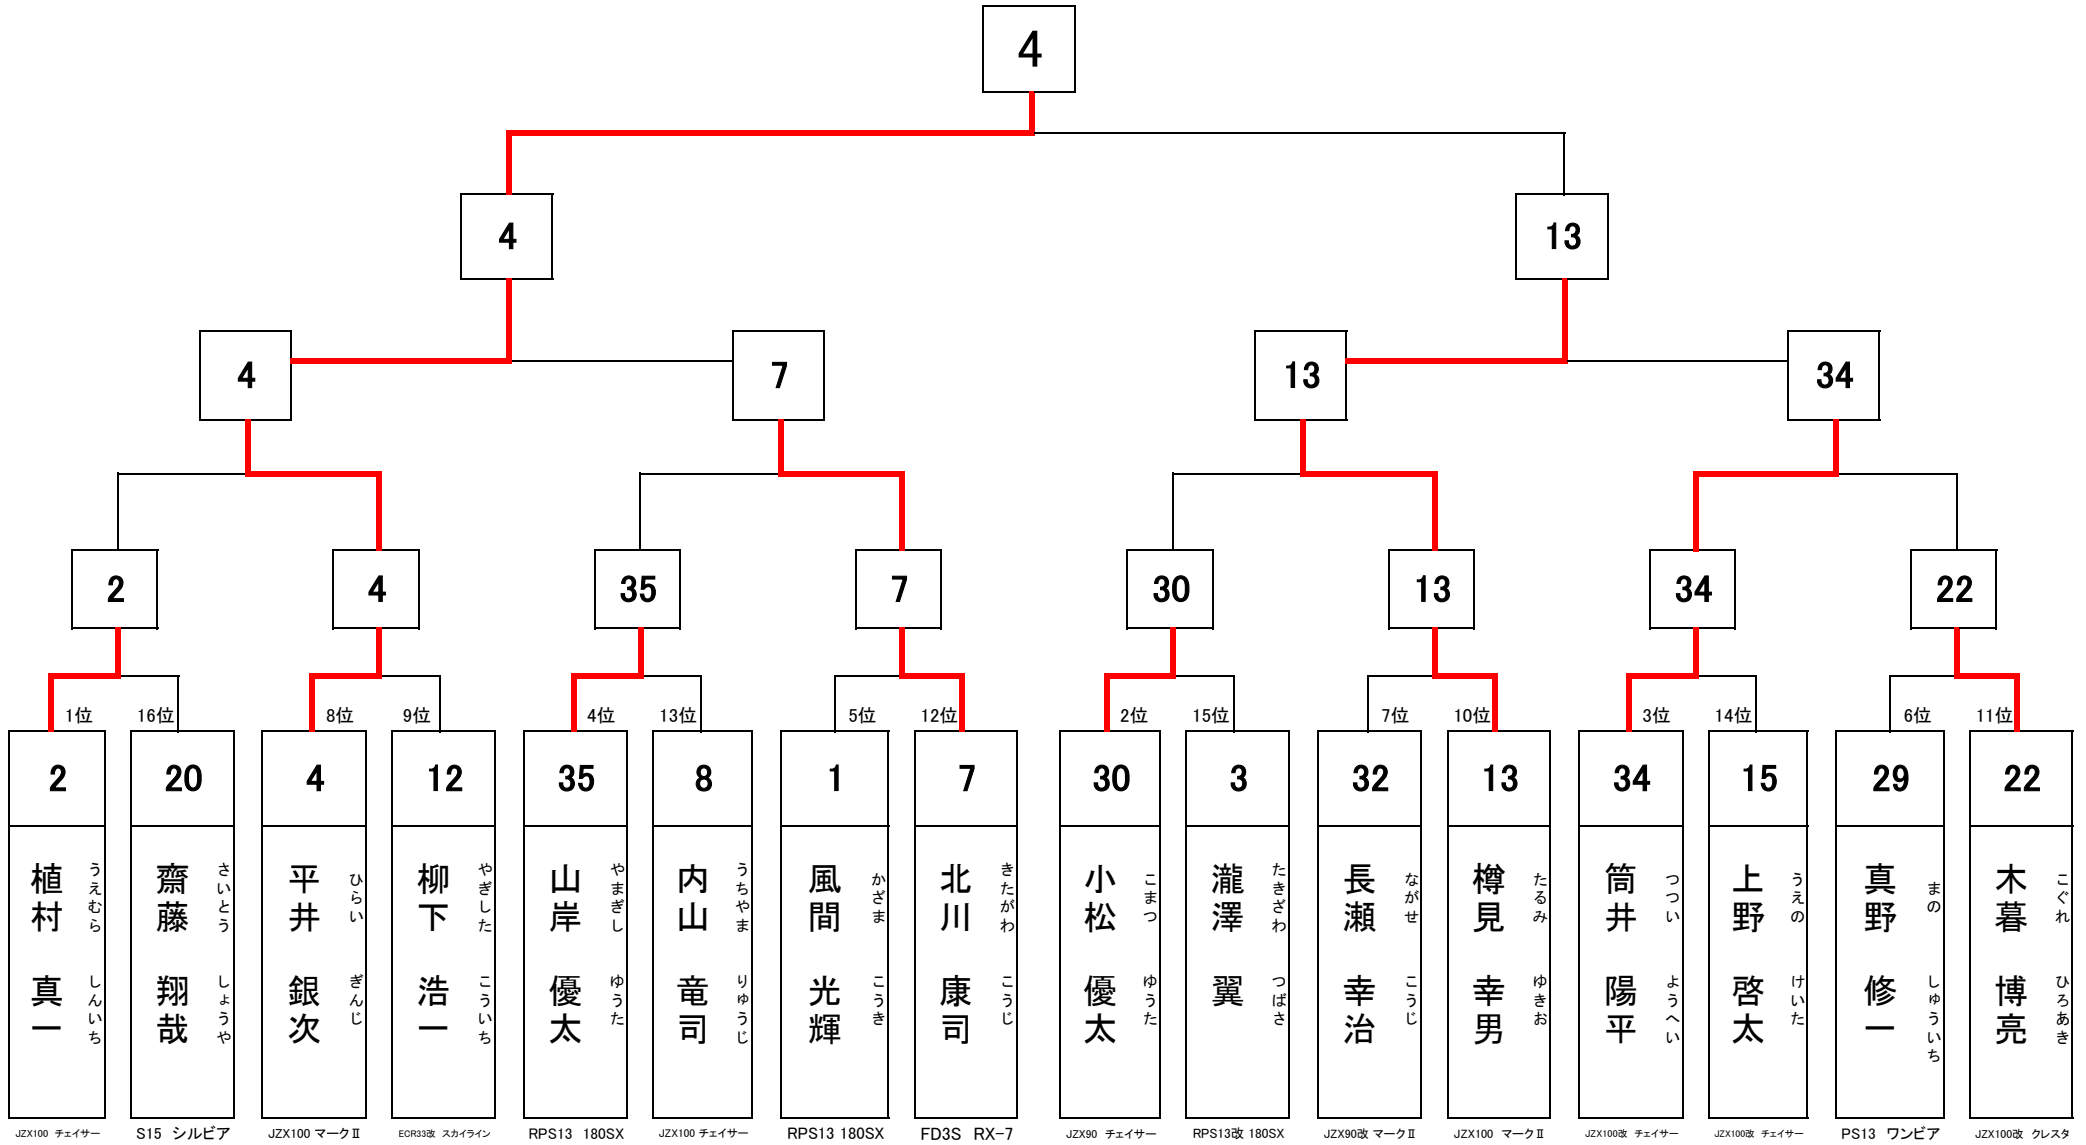 4
4
13
4
7
13
34
2
4
35
7
30
13
34
22
1位 16位 8位 9位 4位 13位 5位 12位 2位 15位 7位 10位 3位 14位 6位 11位
2 20 4 12 35 8 1 7 30 3 32 13 34 15 29 22
植村 真一
うえむら しんいち
齋藤 翔哉
さいとう しょうや
平井 銀次
ひらい ぎんじ
柳下 浩一
やぎした こういち
山岸 優太
やまぎし ゆうた
内山 竜司
うちやま りゅうじ
風間 光輝
かざま こうき
北川 康司
きたがわ こうじ
小松 優太
こまつ ゆうた
瀧澤 翼
たきざわ つばさ
長瀬 幸治
ながせ こうじ
樽見 幸男
たるみ ゆきお
筒井 陽平
つつい ようへい
上野 啓太
うえの けいた
真野 修一
まの しゅういち
木暮 博亮
こぐれ ひろあき
JZX100 チェイサー
S15 シルビア
JZX100 マークⅡ
ECR33改 スカイライン
RPS13 180SX
JZX100 チェイサー
RPS13 180SX
FD3S RX-7
JZX90 チェイサー
RPS13改 180SX
JZX90改 マークⅡ
JZX100 マークⅡ
JZX100改 チェイサー
JZX100改 チェイサー
PS13 ワンビア
JZX100改 クレスタ